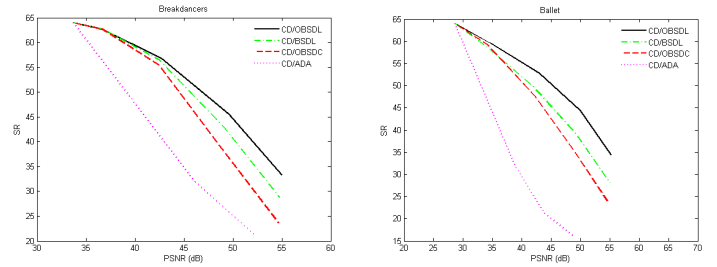 Breakdancers
65
60
55
50
45
40
35
30
25
20
SR
30
35
40
45
50
55
60
PSNR (dB)
CD/OBSDL
CD/BSDL
CD/OBSDC
CD/ADA
Ballet
65
60
55
50
45
40
35
30
25
20
15
SR
20
25
30
35
40
45
50
55
60
65
70
PSNR (dB)
CD/OBSDL
CD/BSDL
CD/OBSDC
CD/ADA